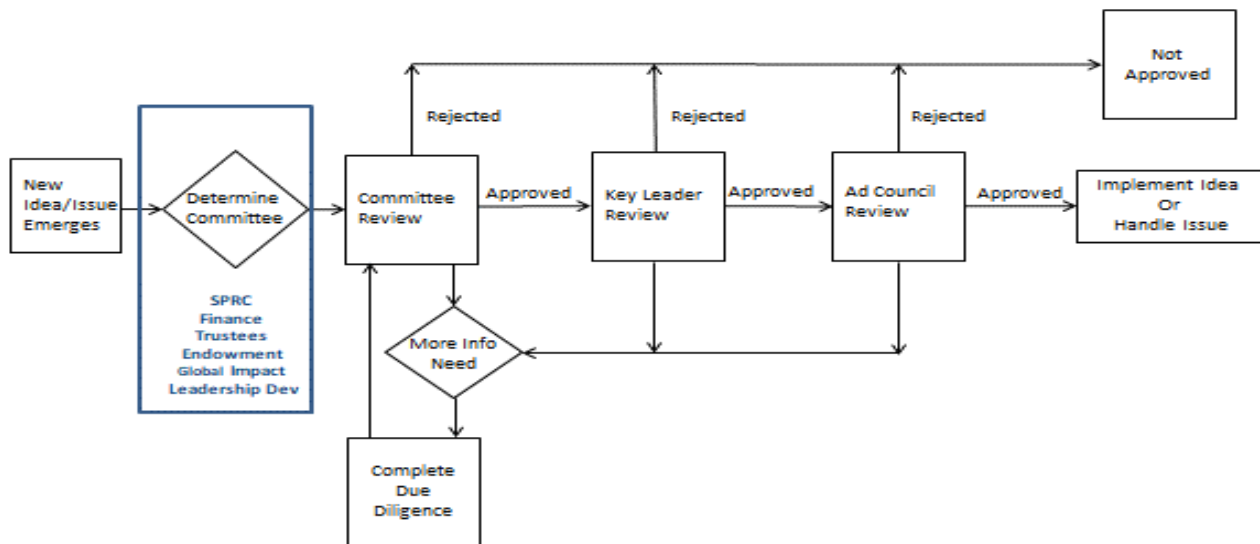 Not
Approved
Rejected
Rejected
Rejected
New
Idea/Issue
Emerges
Determine
Committee
Committee
Review
Approved
Key Leader
Review
Approved
Ad Council
Review
Approved
Implement Idea
Or
Handle Issue
SPRC
Finance
Trustees
Endowment
Global Impact
Leadership Dev
More Info
Need
Complete
Due
Diligence